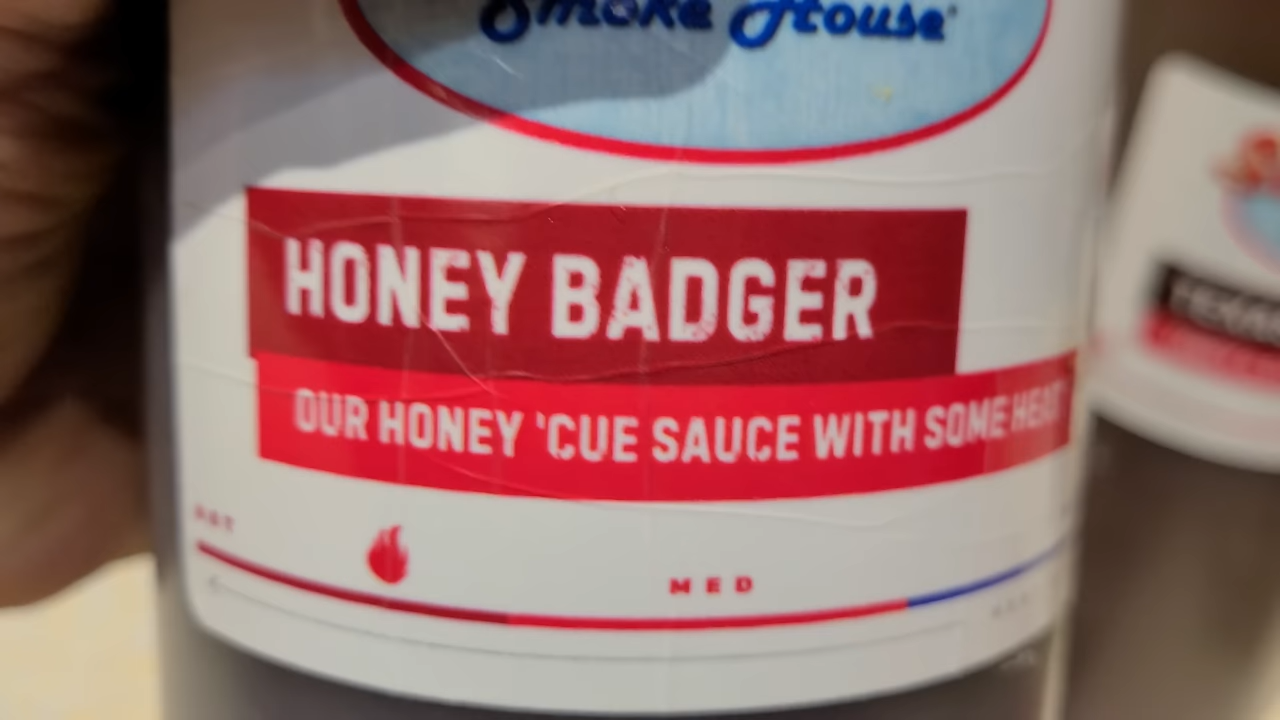 Smoke House
HONEY BADGER
OUR HONEY 'CUE SAUCE WITH SOME HEAT
HOT
MED